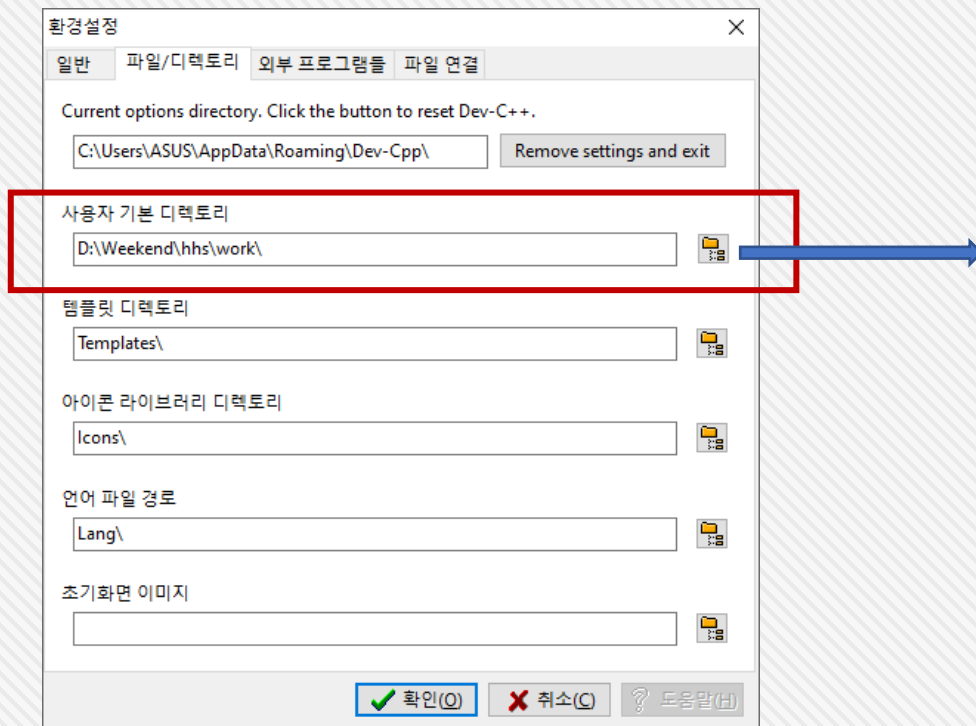 환경설정
일반 파일/디렉토리 외부 프로그램들 파일 연결
Current options directory. Click the button to reset Dev-C++.
C:\Users\ASUS\AppData\Roaming\Dev-Cpp\ Remove settings and exit
사용자 기본 디렉토리
D:\Weekend\hhs\work\
템플릿 디렉토리
Templates\
아이콘 라이브러리 디렉토리
Icons\
언어 파일 경로
Lang\
초기화면 이미지
확인(O) 취소(C) 도움말(H)